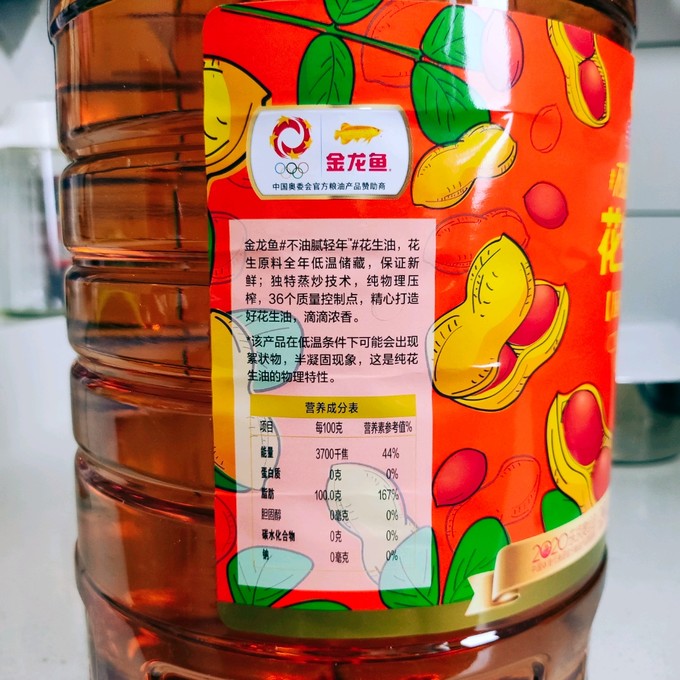 金龙鱼
中国奥委会官方粮油产品赞助商
金龙鱼#不油腻轻年"#花生油，花
生原料全年低温储藏，保证新
鲜；独特蒸炒技术，纯物理压
榨，36个质量控制点，精心打造
好花生油，滴滴浓香。
*该产品在低温条件下可能会出现
絮状物，半凝固现象，这是纯花
生油的物理特性。
营养成分表
项目 每100克 营养素参考值%
能量 3700千焦 44%
蛋白质 0克 0%
脂肪 100.0克 167%
胆固醇 0毫克 0%
碳水化合物 0克 0%
钠 0毫克 0%
花
2020